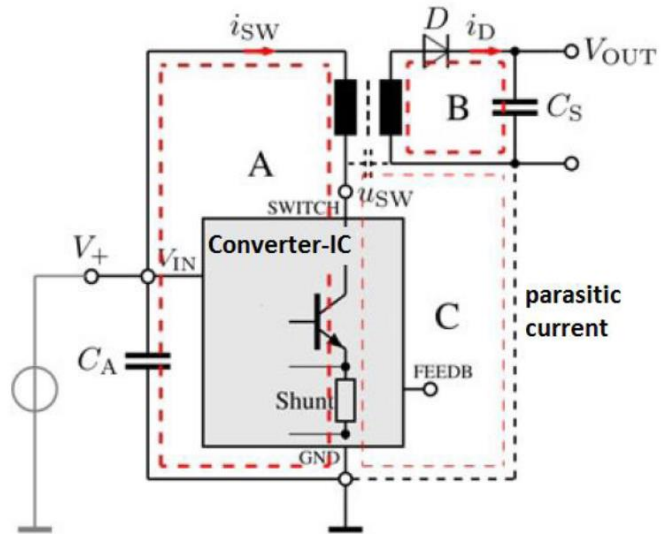 i_SW
D
i_D
V_OUT
C_S
B
A
u_SW
SWITCH
Converter-IC
V_+
V_IN
C
parasitic
current
C_A
FEEDB
Shunt
GND